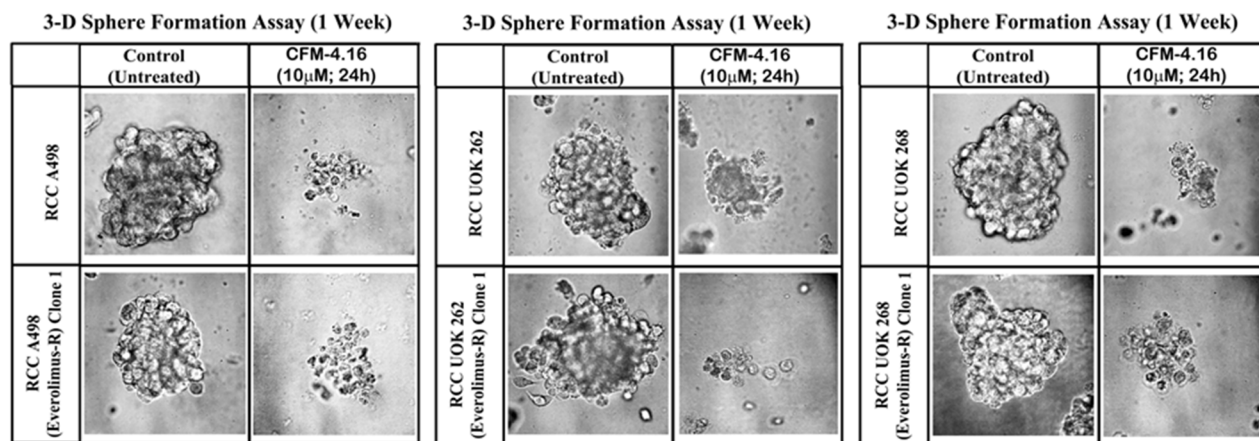 3-D Sphere Formation Assay (1 Week)
Control
(Untreated)
CFM-4.16
(10μM; 24h)
RCC A498
RCC A498
(Everolimus-R) Clone 1
3-D Sphere Formation Assay (1 Week)
Control
(Untreated)
CFM-4.16
(10μM; 24h)
RCC UOK 262
RCC UOK 262
(Everolimus-R) Clone 1
3-D Sphere Formation Assay (1 Week)
Control
(Untreated)
CFM-4.16
(10μM; 24h)
RCC UOK 268
RCC UOK 268
(Everolimus-R) Clone 1